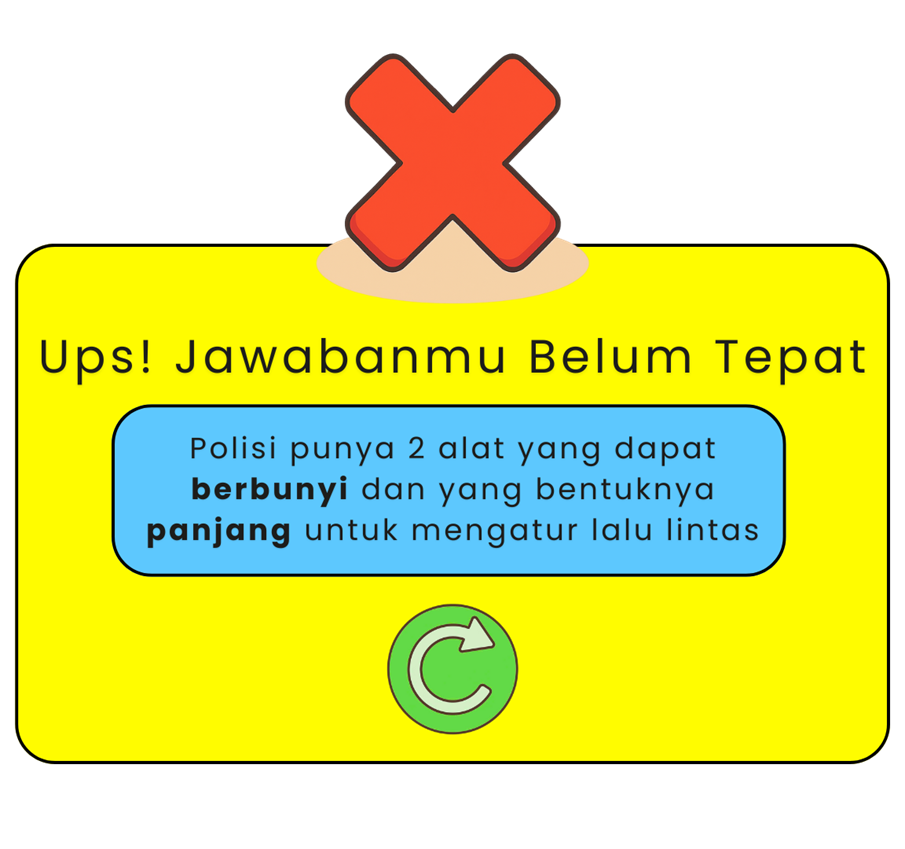 Ups! Jawabanmu Belum Tepat
Polisi punya 2 alat yang dapat
berbunyi dan yang bentuknya
panjang untuk mengatur lalu lintas